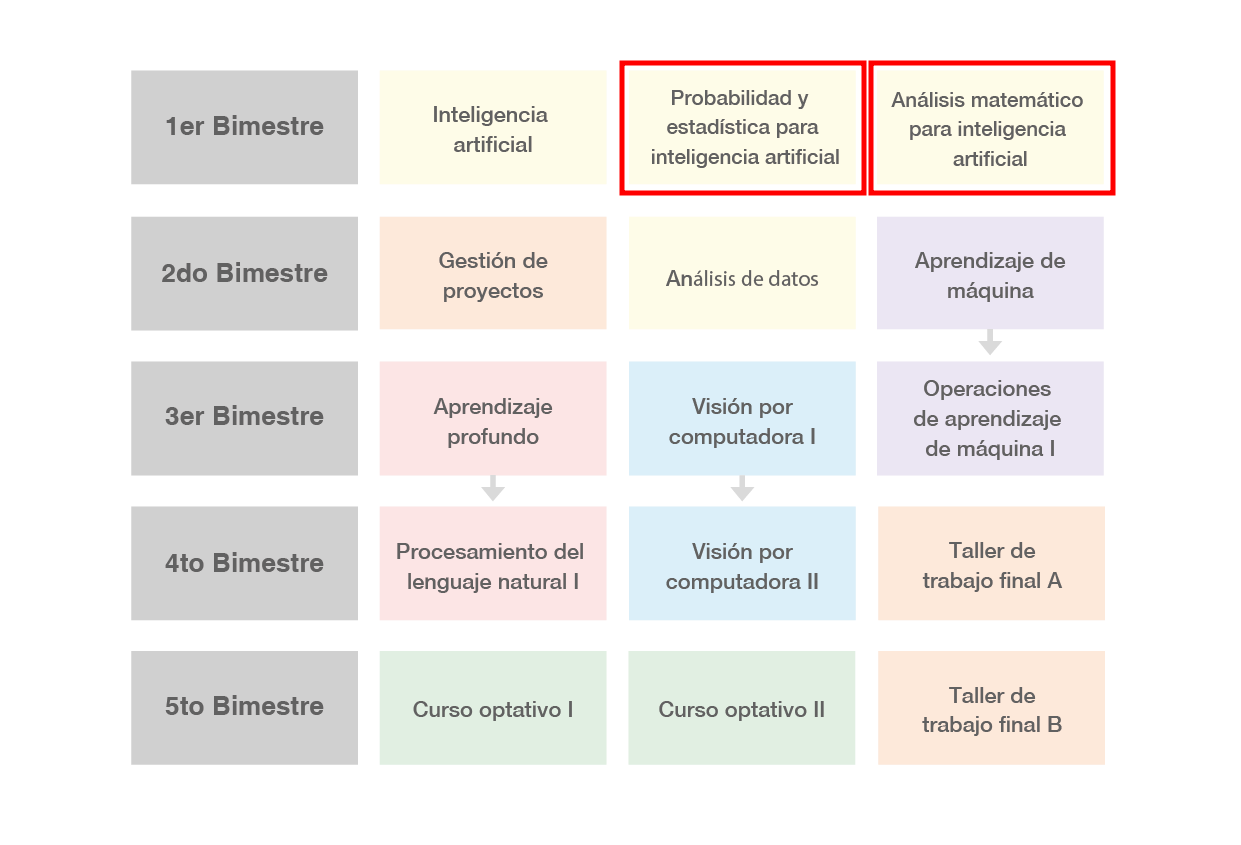 1er Bimestre
Inteligencia
artificial
Probabilidad y
estadística para
inteligencia artificial
Análisis matemático
para inteligencia
artificial
2do Bimestre
Gestión de
proyectos
Análisis de datos
Aprendizaje de
máquina
3er Bimestre
Aprendizaje
profundo
Visión por
computadora I
Operaciones
de aprendizaje
de máquina I
4to Bimestre
Procesamiento del
lenguaje natural I
Visión por
computadora II
Taller de
trabajo final A
5to Bimestre
Curso optativo I
Curso optativo II
Taller de
trabajo final B